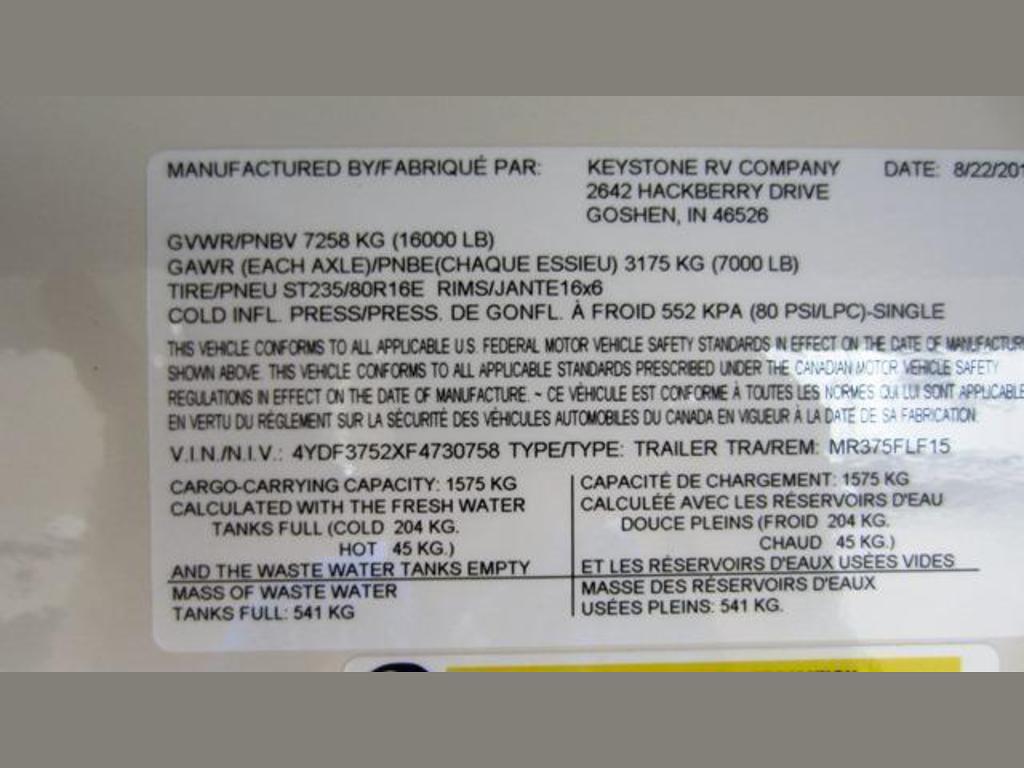 MANUFACTURED BY/FABRIQUÉ PAR: KEYSTONE RV COMPANY DATE: 8/22/201
2642 HACKBERRY DRIVE
GOSHEN, IN 46526
GVWR/PNBV 7258 KG (16000 LB)
GAWR (EACH AXLE)/PNBE(CHAQUE ESSIEU) 3175 KG (7000 LB)
TIRE/PNEU ST235/80R16E RIMS/JANTE16x6
COLD INFL. PRESS/PRESS. DE GONFL. À FROID 552 KPA (80 PSI/LPC)-SINGLE
THIS VEHICLE CONFORMS TO ALL APPLICABLE U.S. FEDERAL MOTOR VEHICLE SAFETY STANDARDS IN EFFECT ON THE DATE OF MANUFACTUR
SHOWN ABOVE. THIS VEHICLE CONFORMS TO ALL APPLICABLE STANDARDS PRESCRIBED UNDER THE CANADIAN MOTOR VEHICLE SAFETY
REGULATIONS IN EFFECT ON THE DATE OF MANUFACTURE. ~ CE VÉHICULE EST CONFORME À TOUTES LES NORMES QUI LUI SONT APPLICABLE
EN VERTU DU RÈGLEMENT SUR LA SÉCURITÉ DES VÉHICULES AUTOMOBILES DU CANADA EN VIGUEUR À LA DATE DE SA FABRICATION.
V.I.N./N.I.V.: 4YDF3752XF4730758 TYPE/TYPE: TRAILER TRA/REM: MR375FLF15
CARGO-CARRYING CAPACITY: 1575 KG
CALCULATED WITH THE FRESH WATER
TANKS FULL (COLD 204 KG.
HOT 45 KG.)
AND THE WASTE WATER TANKS EMPTY
MASS OF WASTE WATER
TANKS FULL: 541 KG
CAPACITÉ DE CHARGEMENT: 1575 KG
CALCULÉÉ AVEC LES RÉSERVOIRS D'EAU
DOUCE PLEINS (FROID 204 KG.
CHAUD 45 KG.)
ET LES RÉSERVOIRS D'EAUX USÉES VIDES
MASSE DES RÉSERVOIRS D'EAUX
USÉES PLEINS: 541 KG.